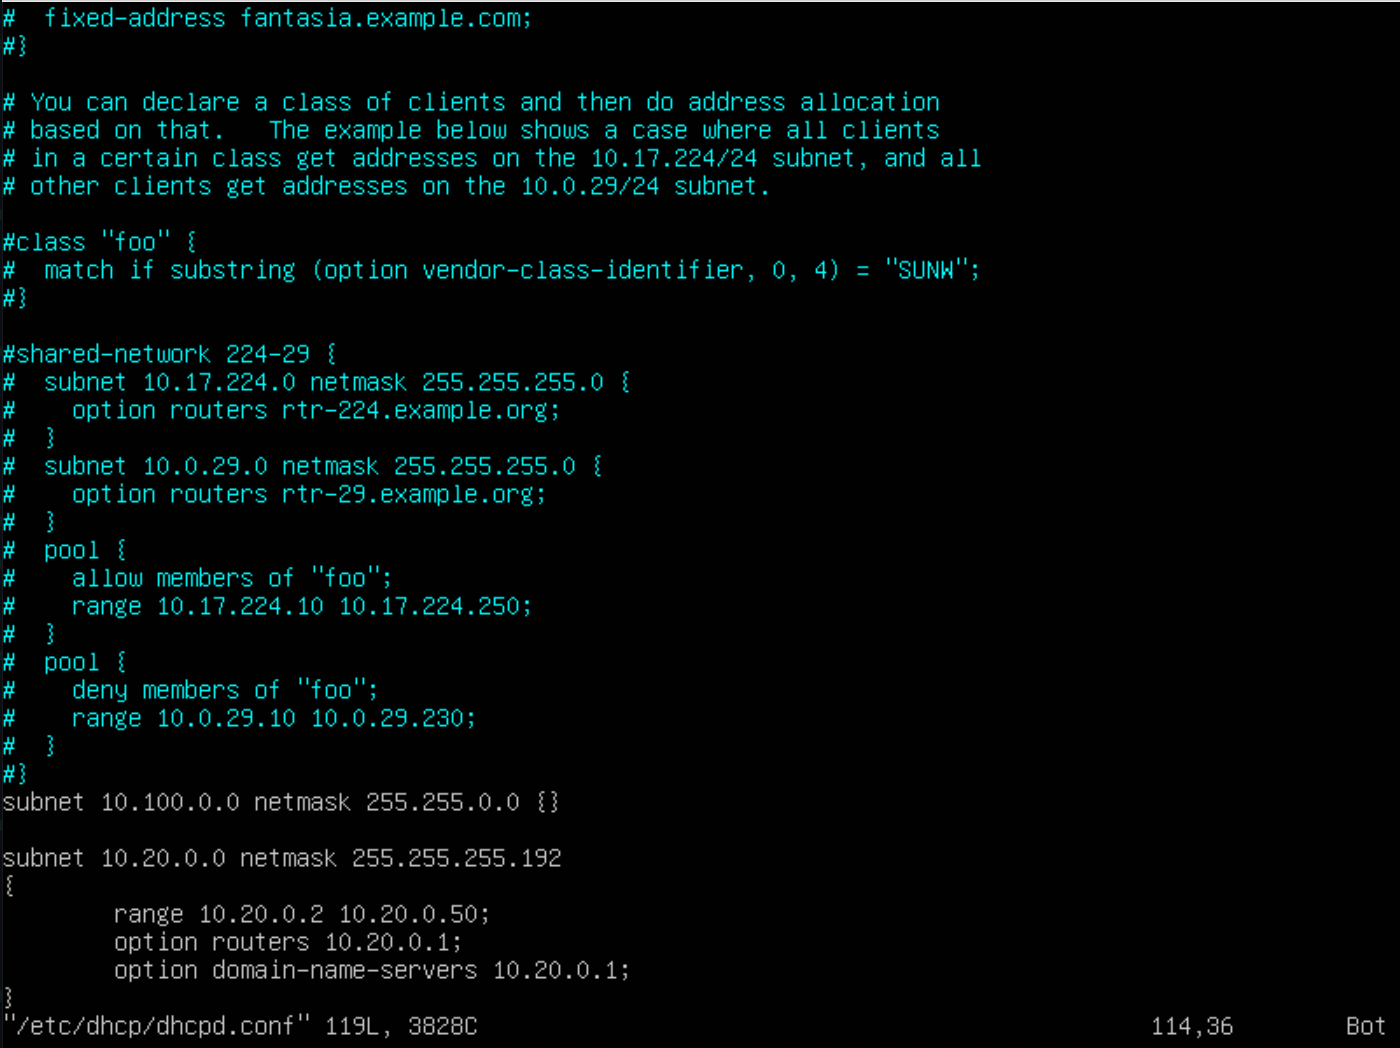 #  fixed-address fantasia.example.com;
#}
# You can declare a class of clients and then do address allocation
# based on that.   The example below shows a case where all clients
# in a certain class get addresses on the 10.17.224/24 subnet, and all
# other clients get addresses on the 10.0.29/24 subnet.
#class "foo" {
#  match if substring (option vendor-class-identifier, 0, 4) = "SUNW";
#}
#shared-network 224-29 {
#  subnet 10.17.224.0 netmask 255.255.255.0 {
#    option routers rtr-224.example.org;
#  }
#  subnet 10.0.29.0 netmask 255.255.255.0 {
#    option routers rtr-29.example.org;
#  }
#  pool {
#    allow members of "foo";
#    range 10.17.224.10 10.17.224.250;
#  }
#  pool {
#    deny members of "foo";
#    range 10.0.29.10 10.0.29.230;
#  }
#}
subnet 10.100.0.0 netmask 255.255.0.0 {}
subnet 10.20.0.0 netmask 255.255.255.192
{
        range 10.20.0.2 10.20.0.50;
        option routers 10.20.0.1;
        option domain-name-servers 10.20.0.1;
}
"/etc/dhcp/dhcpd.conf" 119L, 3828C 114,36 Bot